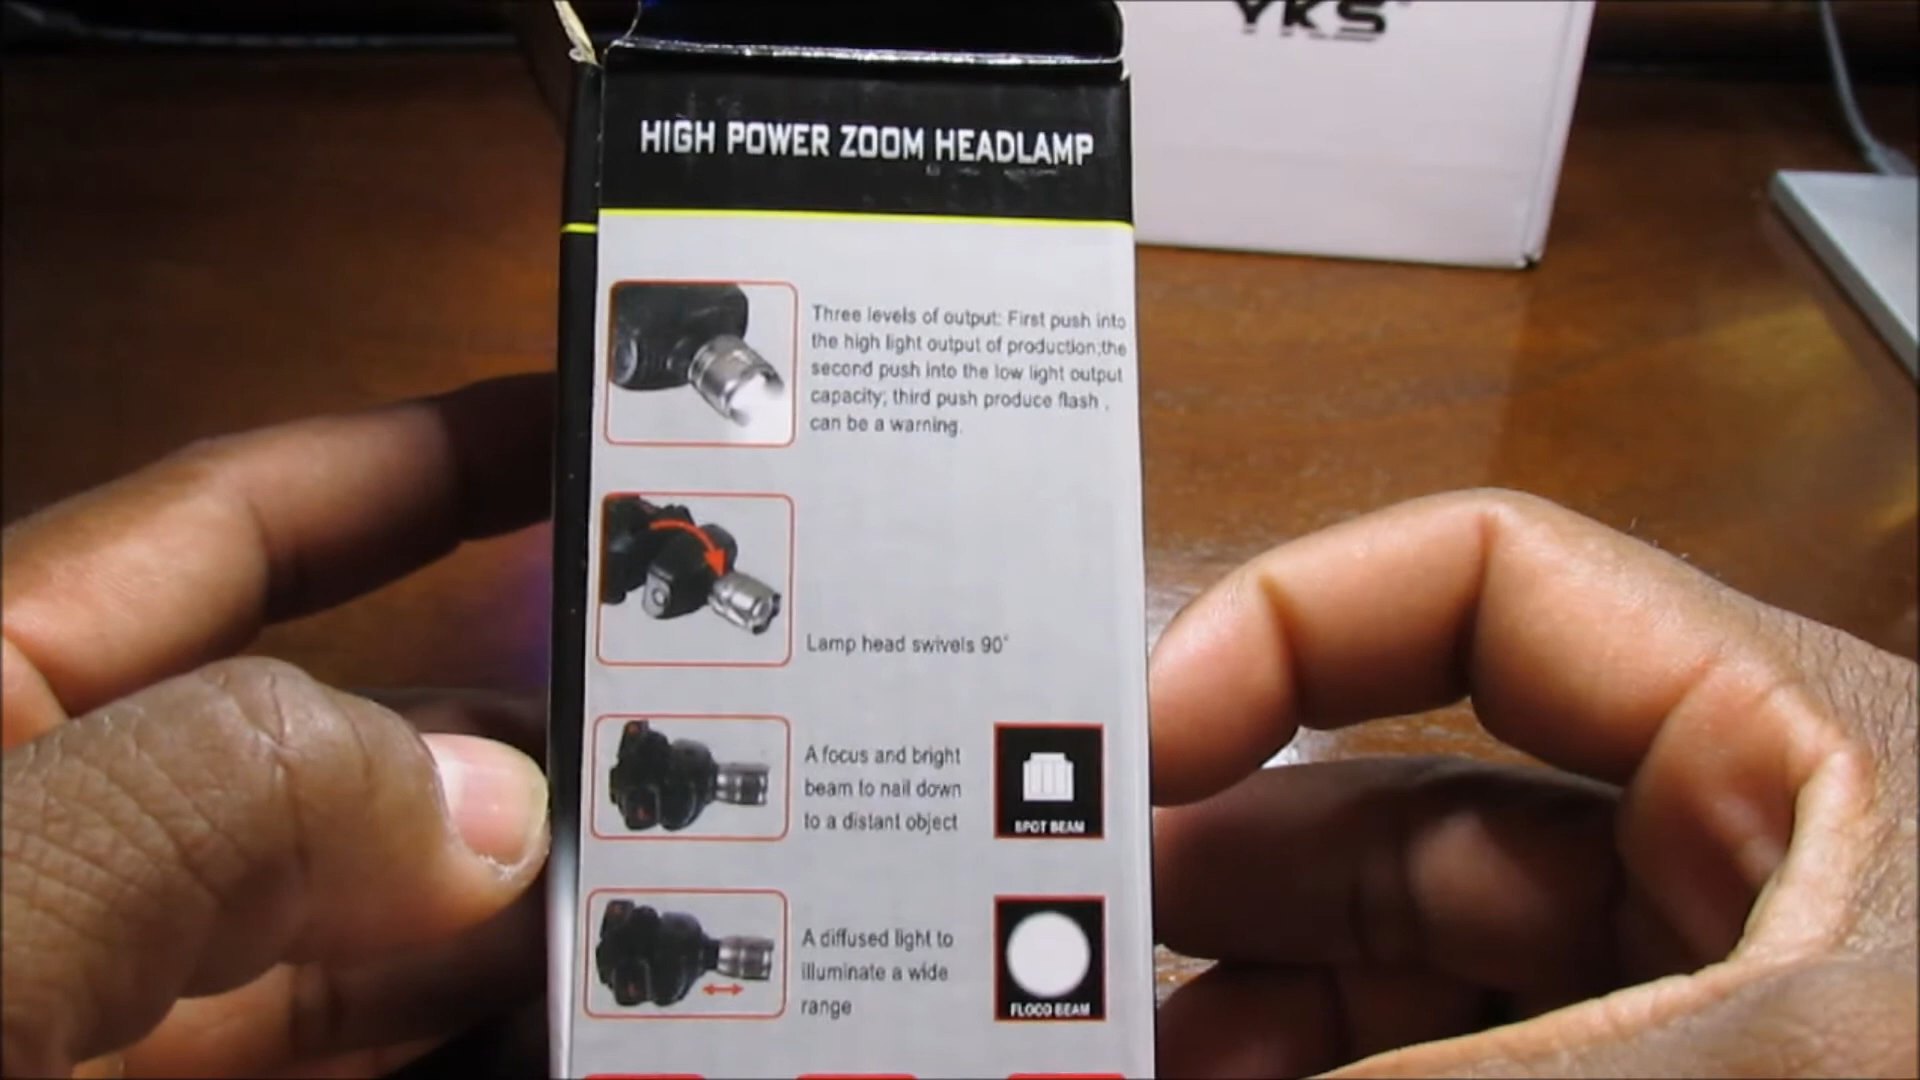 YKS
HIGH POWER ZOOM HEADLAMP
Three levels of output: First push into
the high light output of production;the
second push into the low light output
capacity; third push produce flash ,
can be a warning.
Lamp head swivels 90°
A focus and bright
beam to nail down
to a distant object
SPOT BEAM
A diffused light to
illuminate a wide
range
FLOOD BEAM